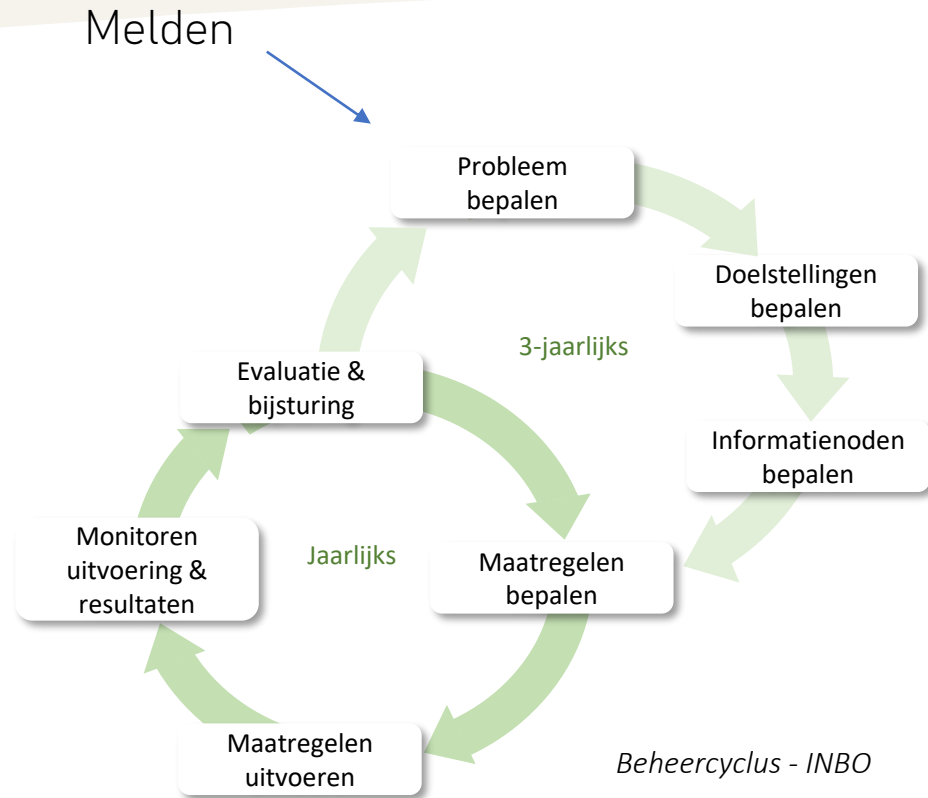 Melden
Probleem
bepalen
Doelstellingen
bepalen
3-jaarlijks
Evaluatie &
bijsturing
Informatienoden
bepalen
Monitoren
uitvoering &
resultaten
Jaarlijks
Maatregelen
bepalen
Maatregelen
uitvoeren
Beheercyclus - INBO